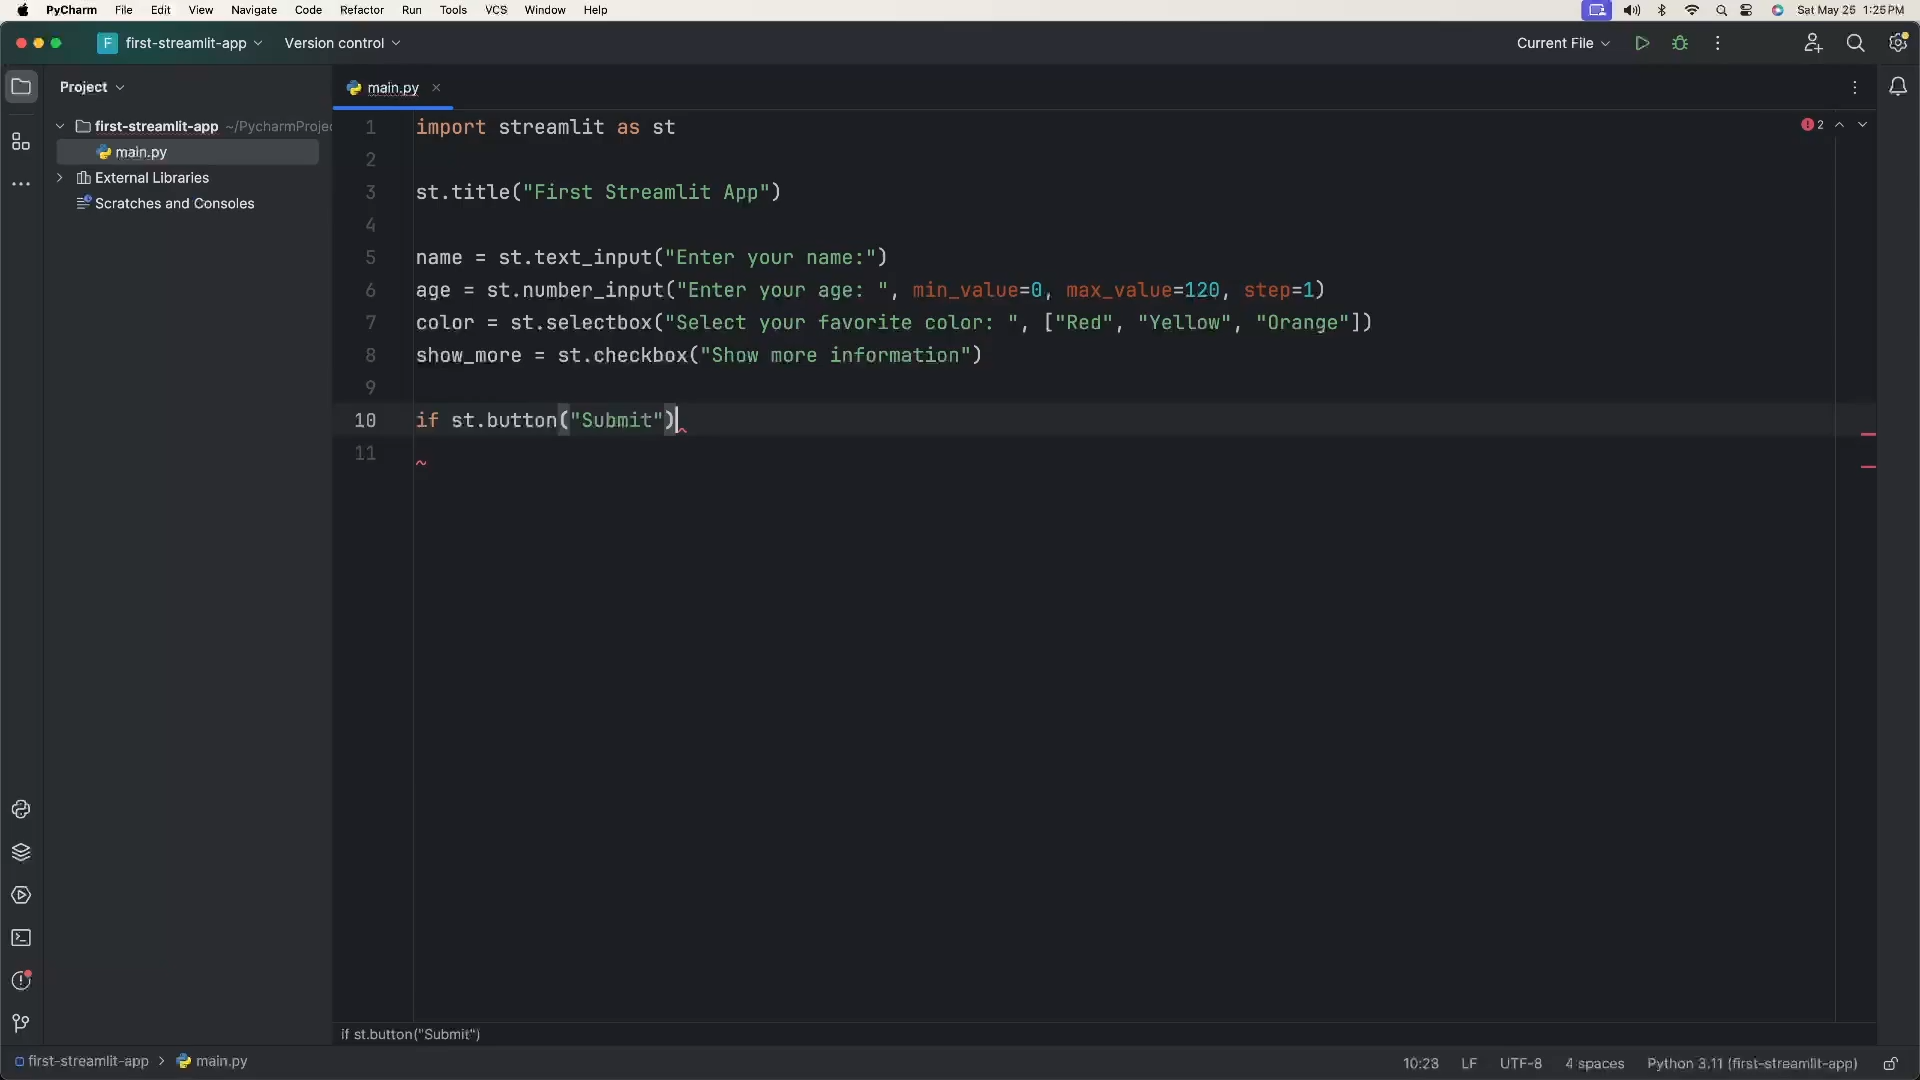 PyCharm File Edit View Navigate Code Refactor Run Tools VCS Window Help Sat May 25 1:25 PM
F first-streamlit-app Version control Current File
Project main.py
first-streamlit-app ~/PycharmProjec
main.py
External Libraries
Scratches and Consoles
2
1 import streamlit as st
2
3 st.title("First Streamlit App")
4
5 name = st.text_input("Enter your name:")
6 age = st.number_input("Enter your age: ", min_value=0, max_value=120, step=1)
7 color = st.selectbox("Select your favorite color: ", ["Red", "Yellow", "Orange"])
8 show_more = st.checkbox("Show more information")
9
10 if st.button("Submit")
11
if st.button("Submit")
first-streamlit-app > main.py 10:23 LF UTF-8 4 spaces Python 3.11 (first-streamlit-app)